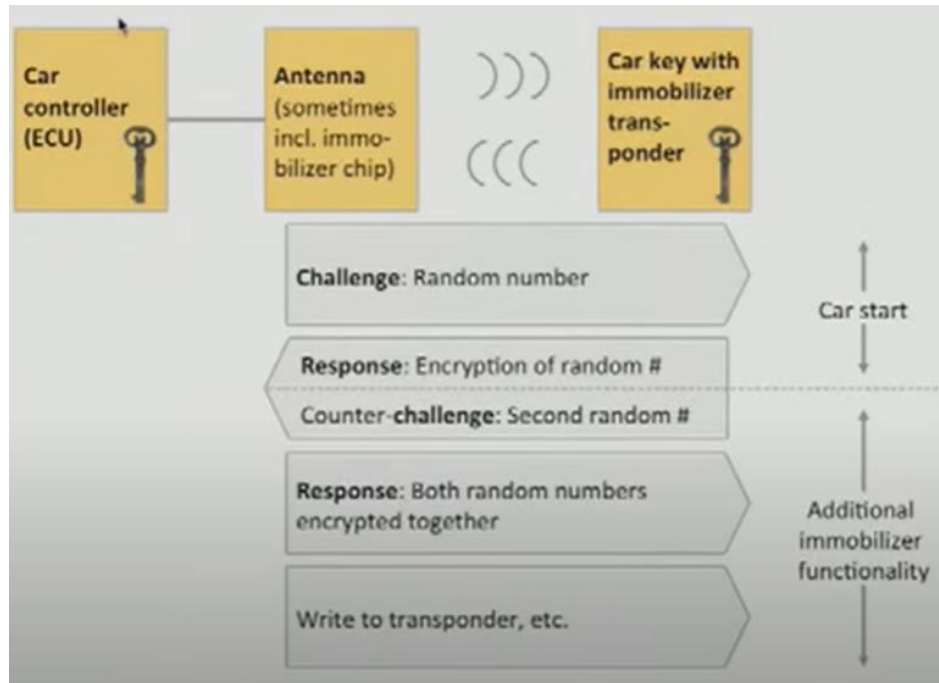 Car
controller
(ECU)
Antenna
(sometimes
incl. immo-
bilizer chip)
Car key with
immobilizer
trans-
ponder
Challenge: Random number
Car start
Response: Encryption of random #
Counter-challenge: Second random #
Response: Both random numbers
encrypted together
Additional
immobilizer
functionality
Write to transponder, etc.